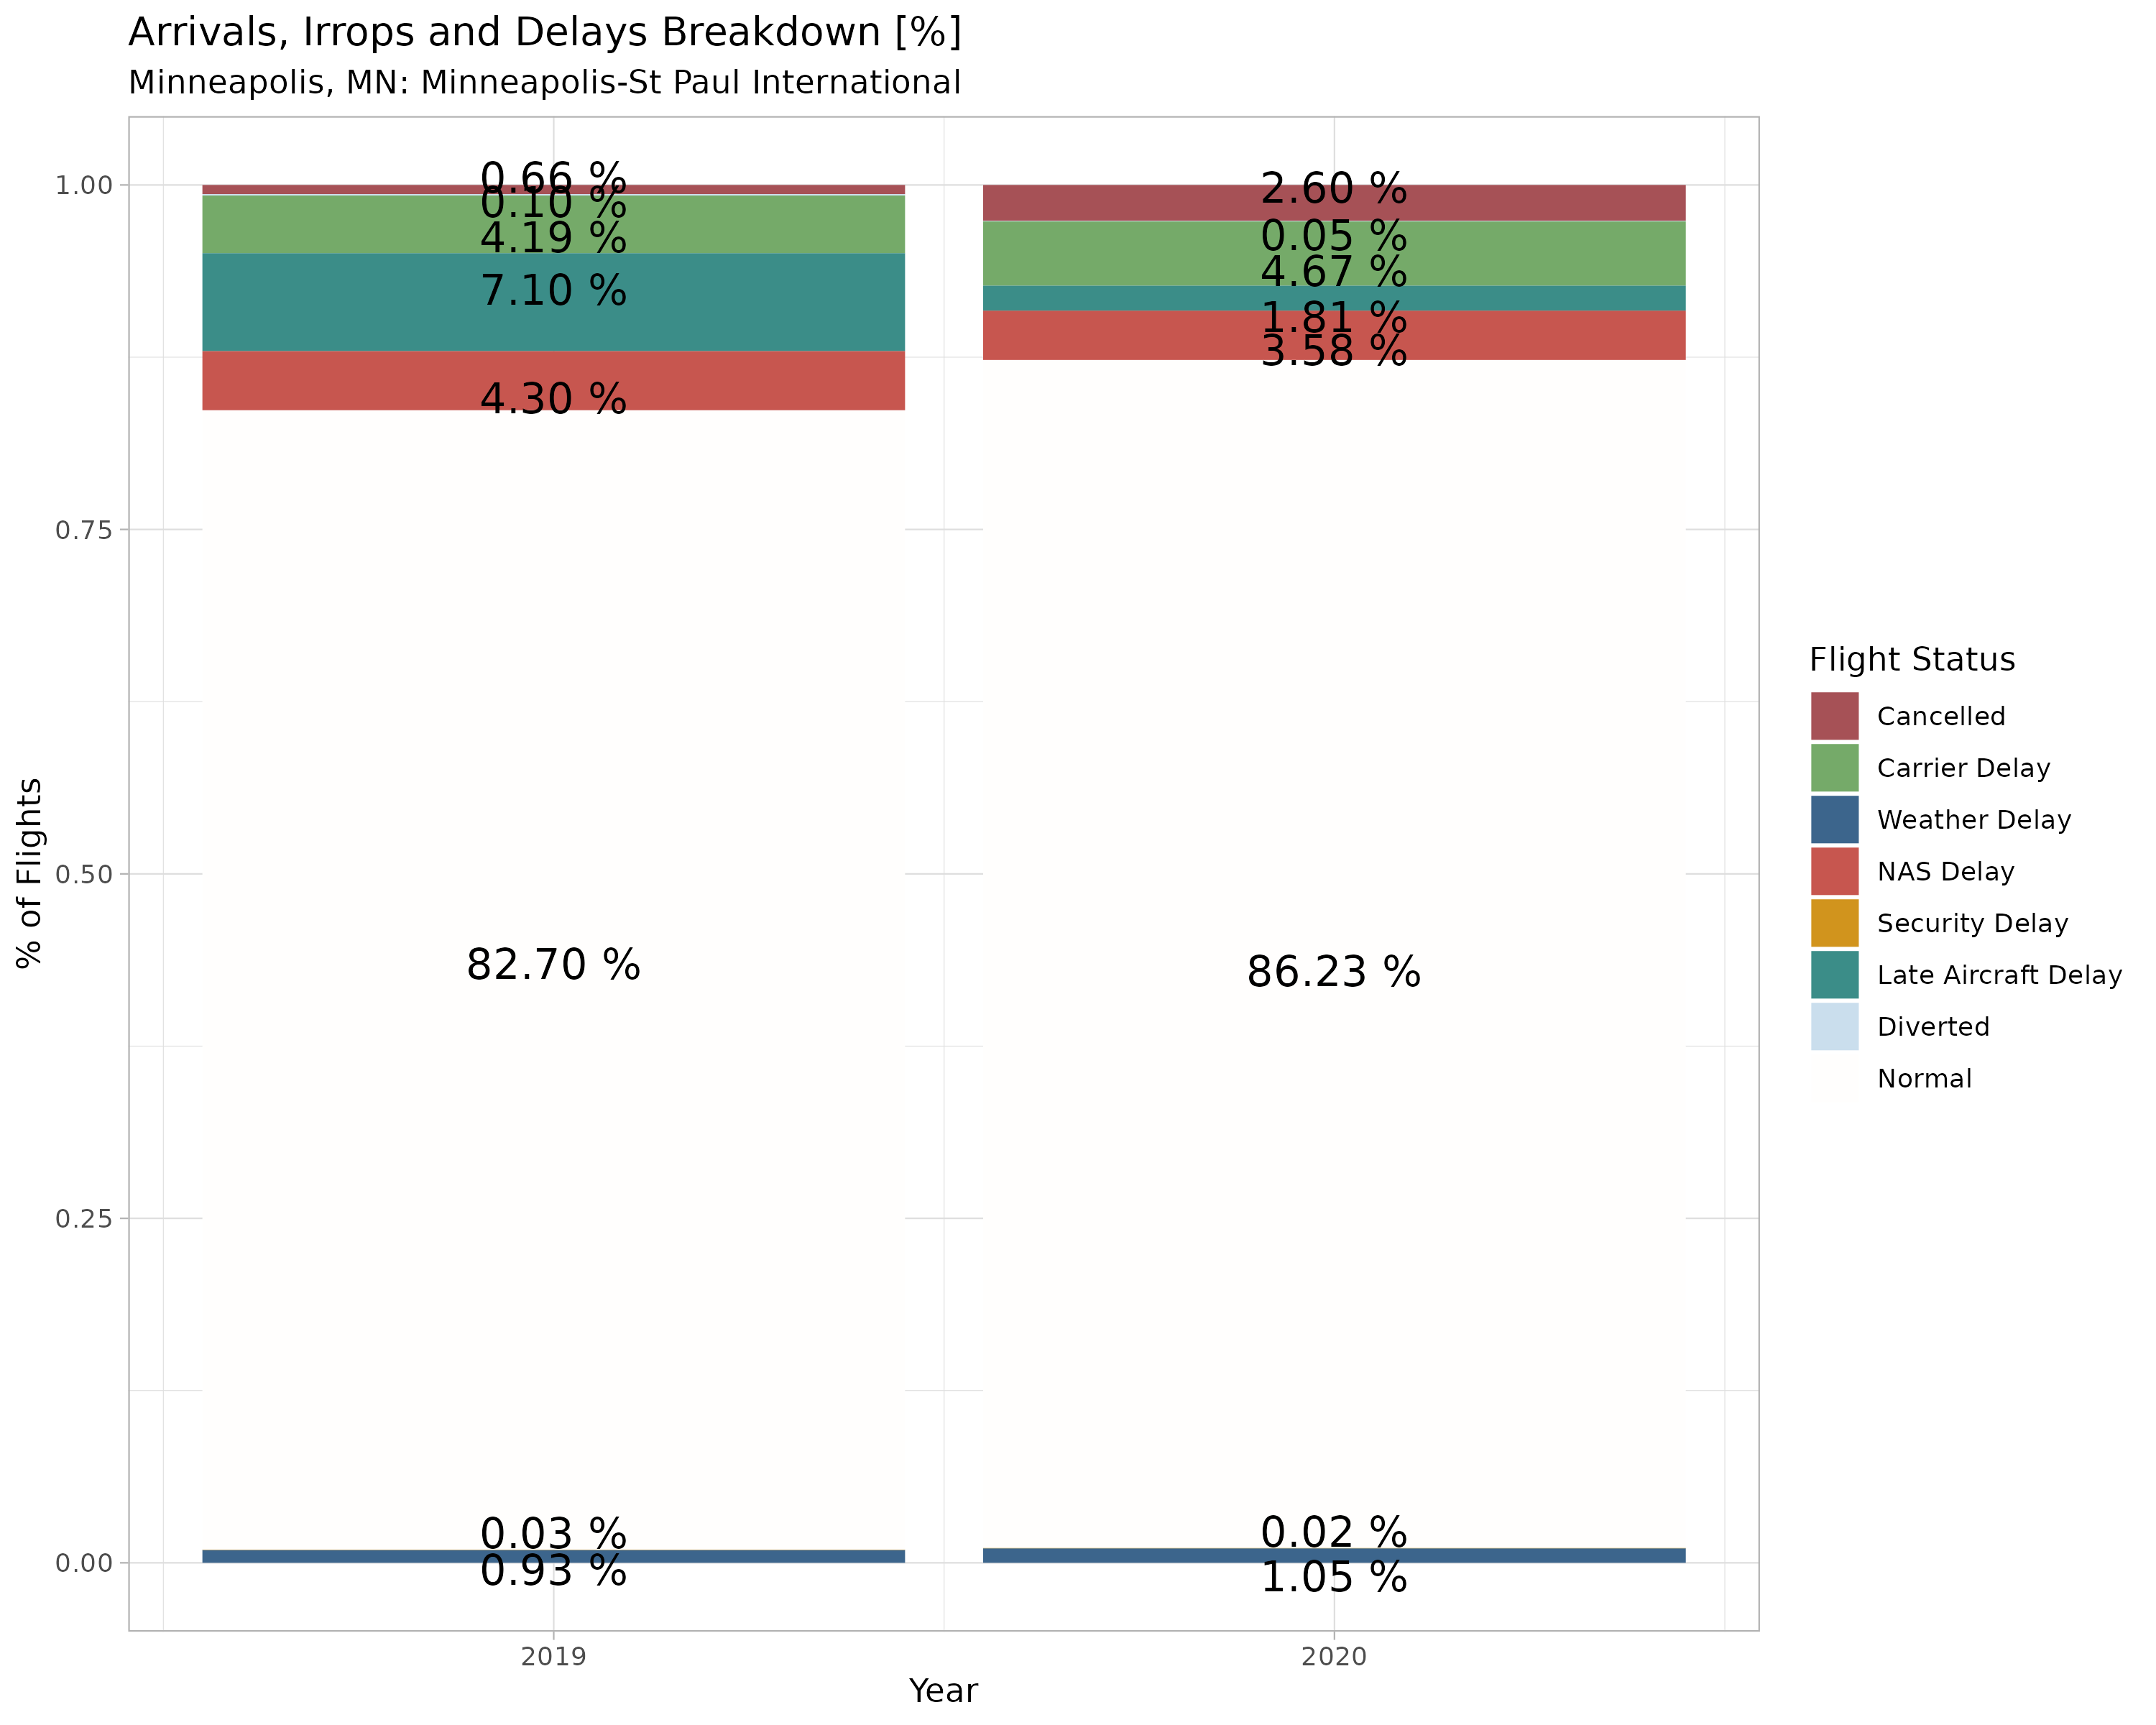 Arrivals, Irrops and Delays Breakdown [%]
Minneapolis, MN: Minneapolis-St Paul International
1.00
0.75
0.50
0.25
0.00
% of Flights
0.66 %
0.10 %
4.19 %
7.10 %
4.30 %
82.70 %
0.03 %
0.93 %
2.60 %
0.05 %
4.67 %
1.81 %
3.58 %
86.23 %
0.02 %
1.05 %
2019
2020
Year
Flight Status
Cancelled
Carrier Delay
Weather Delay
NAS Delay
Security Delay
Late Aircraft Delay
Diverted
Normal